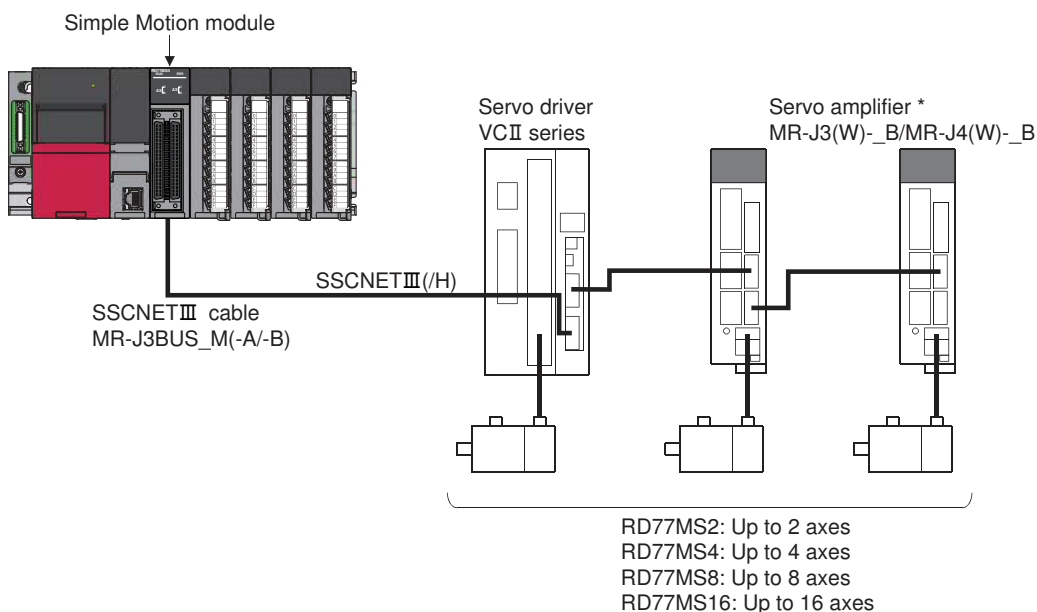 Simple Motion module
Servo driver
VCⅡ series
Servo amplifier *
MR-J3(W)-_B/MR-J4(W)-_B
SSCNETⅢ(/H)
SSCNETⅢ cable
MR-J3BUS_M(-A/-B)
RD77MS2: Up to 2 axes
RD77MS4: Up to 4 axes
RD77MS8: Up to 8 axes
RD77MS16: Up to 16 axes